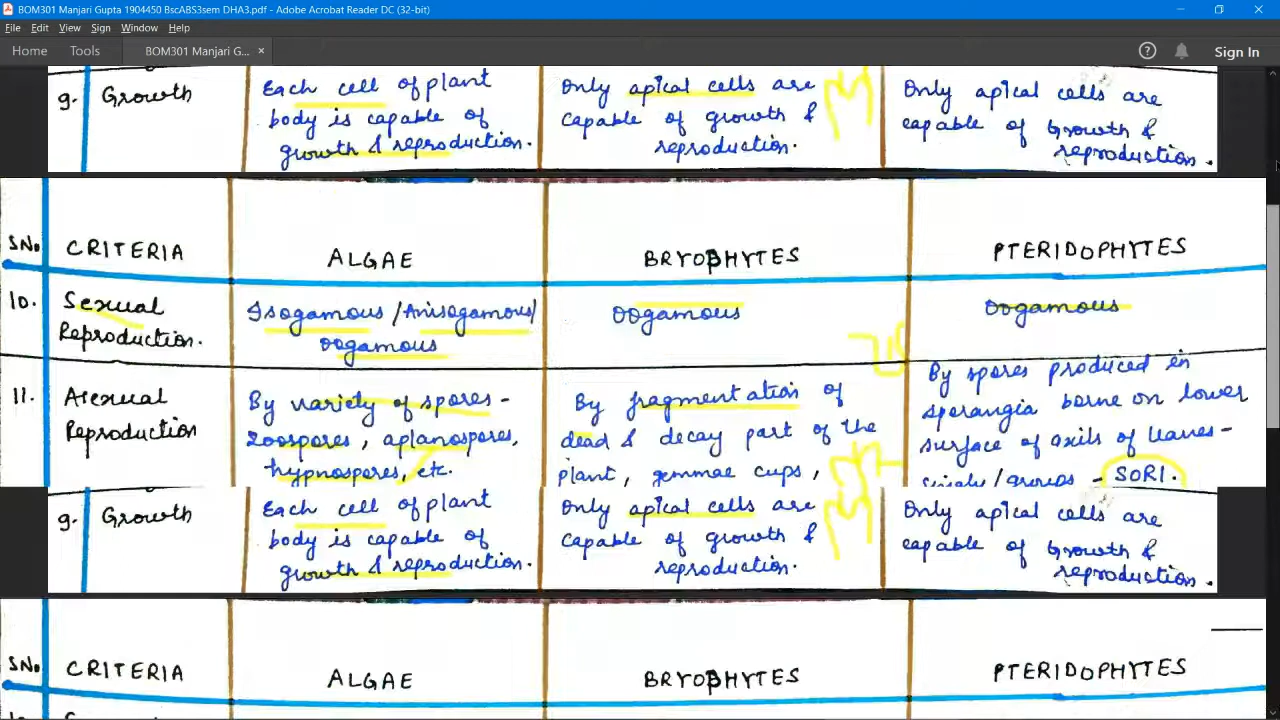 BOM301 Manjari Gupta 1904450 BscABS3sem DHA3.pdf - Adobe Acrobat Reader DC (32-bit)
File Edit View Sign Window Help
Home Tools BOM301 Manjari G... × Sign In
9. Growth
Each cell of plant
body is capable of
growth & reproduction.
Only apical cells are
capable of growth &
reproduction.
Only apical cells are
capable of Growth &
reproduction.
SNo. CRITERIA ALGAE BRYOPHYTES PTERIDOPHYTES
10. Sexual
Reproduction.
Isogamous /Anisogamous/
oogamous
oogamous
oogamous
11. Asexual
Reproduction
By variety of spores -
zoospores, aplanospores,
hypnospores, etc.
By fragmentation of
dead & decay part of the
plant, gemmae cups,
By spores produced in
sporangia borne on lower
surface of axils of leaves -
singly/groups - SORI.
9. Growth
Each cell of plant
body is capable of
growth & reproduction.
Only apical cells are
capable of growth &
reproduction.
Only apical cells are
capable of Growth &
reproduction.
SNo. CRITERIA ALGAE BRYOPHYTES PTERIDOPHYTES